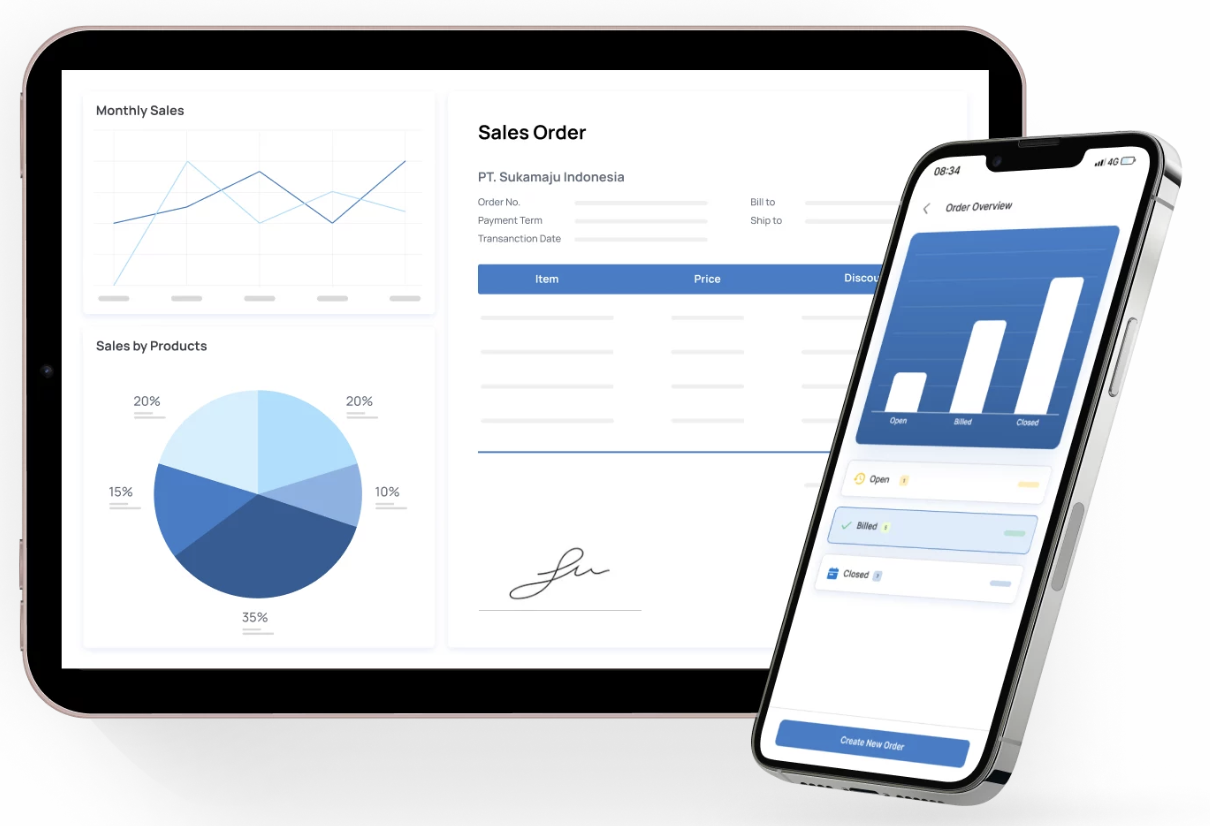 Monthly Sales
Sales by Products
20%
20%
15%
10%
35%
Sales Order
PT. Sukamaju Indonesia
Order No.
Bill to
Payment Term
Ship to
Transanction Date
Item Price Discou
08:34 4G
Order Overview
Open Billed Closed
Open
Billed
Closed
Create New Order